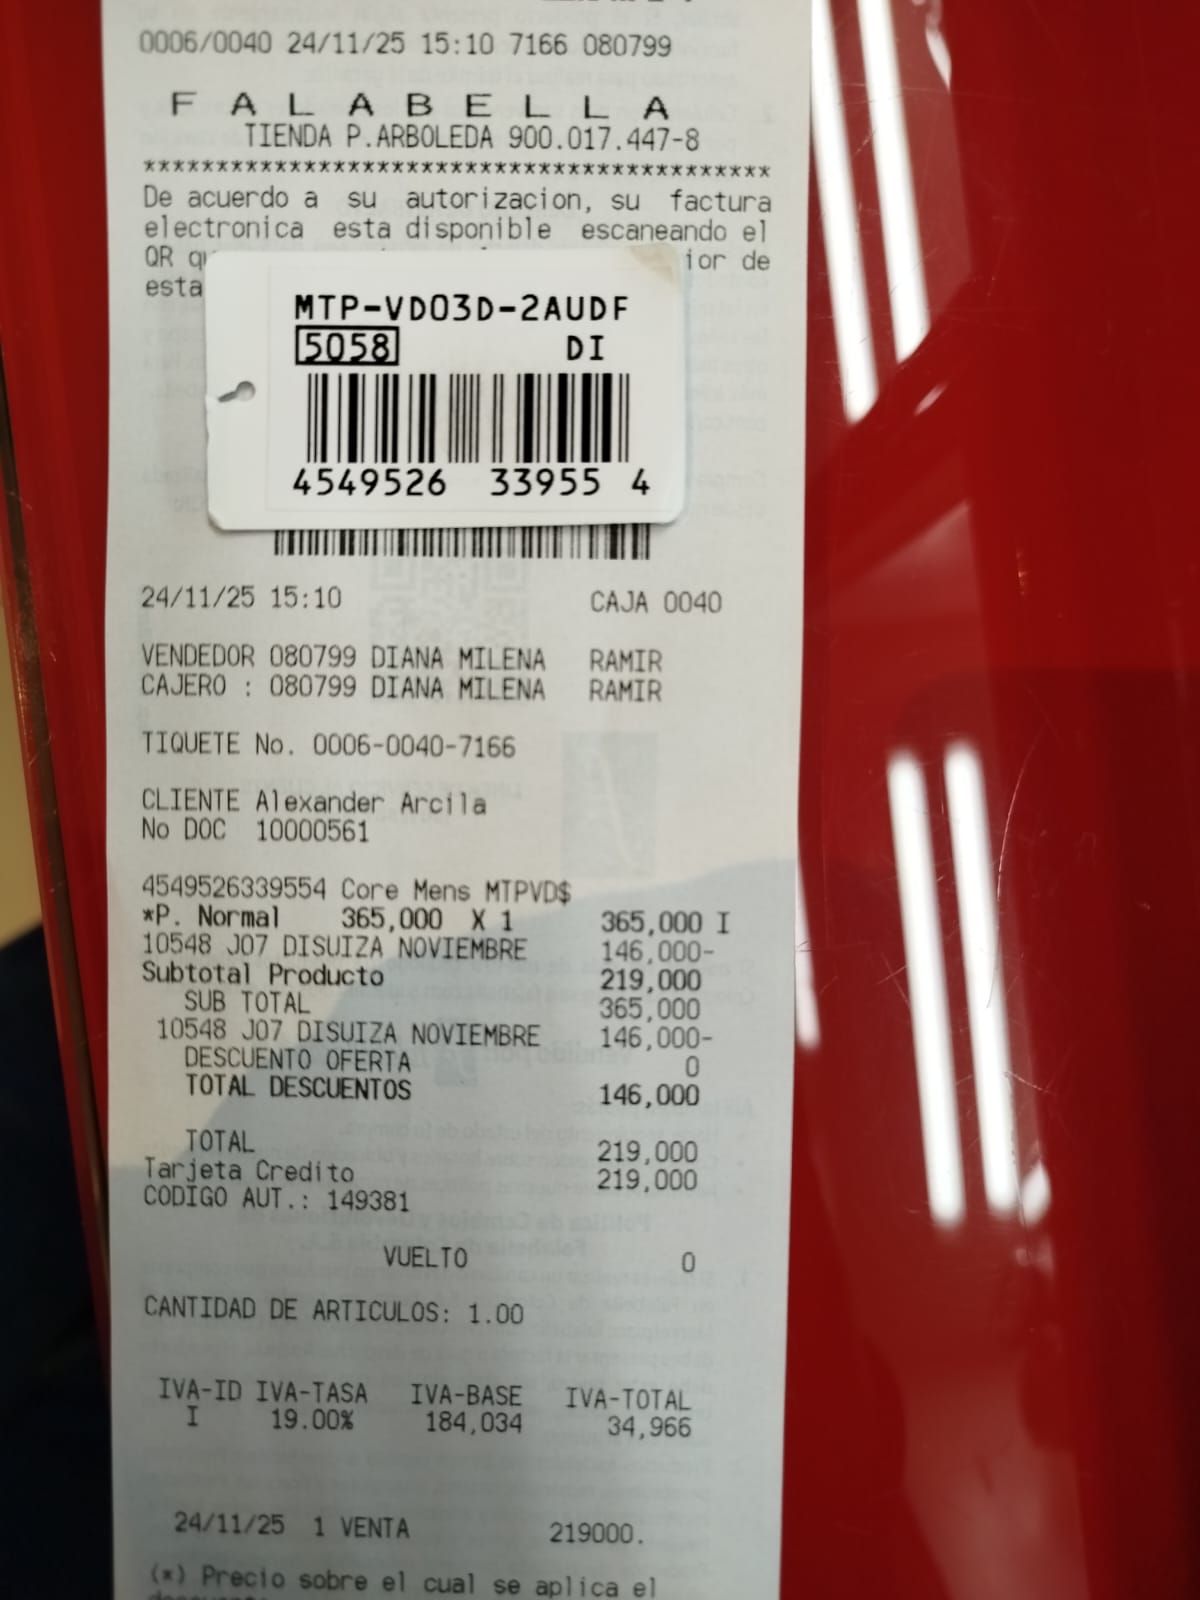 0006/0040 24/11/25 15:10 7166 080799
F A L A B E L L A
TIENDA P.ARBOLEDA 900.017.447-8
*******************************************
De acuerdo a su autorizacion, su factura
electronica esta disponible escaneando el
QR de
esta
MTP-VD03D-2AUDF
5058 DI
4549526 33955 4
24/11/25 15:10 CAJA 0040
VENDEDOR 080799 DIANA MILENA RAMIR
CAJERO : 080799 DIANA MILENA RAMIR
TIQUETE No. 0006-0040-7166
CLIENTE Alexander Arcila
No DOC 10000561
4549526339554 Core Mens MTPVD$
*P. Normal 365,000 X 1 365,000 I
10548 J07 DISUIZA NOVIEMBRE 146,000-
Subtotal Producto 219,000
SUB TOTAL 365,000
10548 J07 DISUIZA NOVIEMBRE 146,000-
DESCUENTO OFERTA 0
TOTAL DESCUENTOS 146,000
TOTAL 219,000
Tarjeta Credito 219,000
CODIGO AUT.: 149381
VUELTO 0
CANTIDAD DE ARTICULOS: 1.00
IVA-ID IVA-TASA IVA-BASE IVA-TOTAL
I 19.00% 184,034 34,966
24/11/25 1 VENTA 219000.
(*) Precio sobre el cual se aplica el